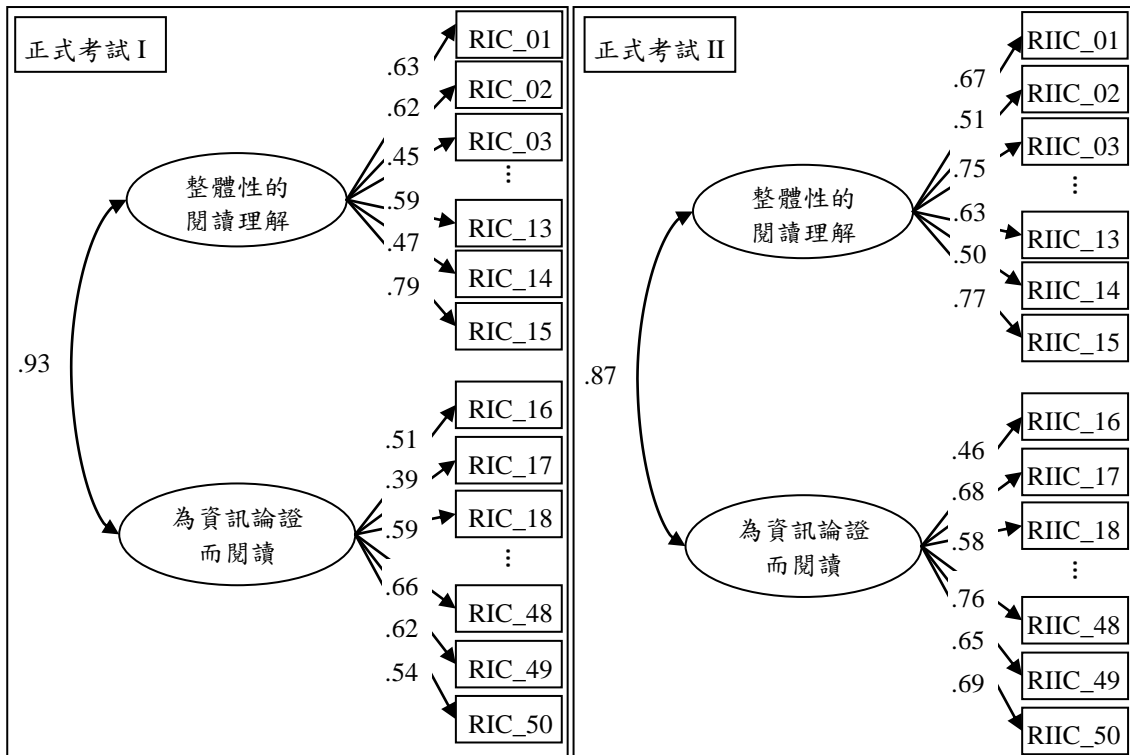 正式考試 I
.63
.62
.45
.59
.47
.79
RIC_01
RIC_02
RIC_03
⋮
RIC_13
RIC_14
RIC_15
整體性的
閱讀理解
.93
.51
.39
.59
.66
.62
.54
RIC_16
RIC_17
RIC_18
⋮
RIC_48
RIC_49
RIC_50
為資訊論證
而閱讀
正式考試 II
.67
.51
.75
.63
.50
.77
RIIC_01
RIIC_02
RIIC_03
⋮
RIIC_13
RIIC_14
RIIC_15
整體性的
閱讀理解
.87
.46
.68
.58
.76
.65
.69
RIIC_16
RIIC_17
RIIC_18
⋮
RIIC_48
RIIC_49
RIIC_50
為資訊論證
而閱讀